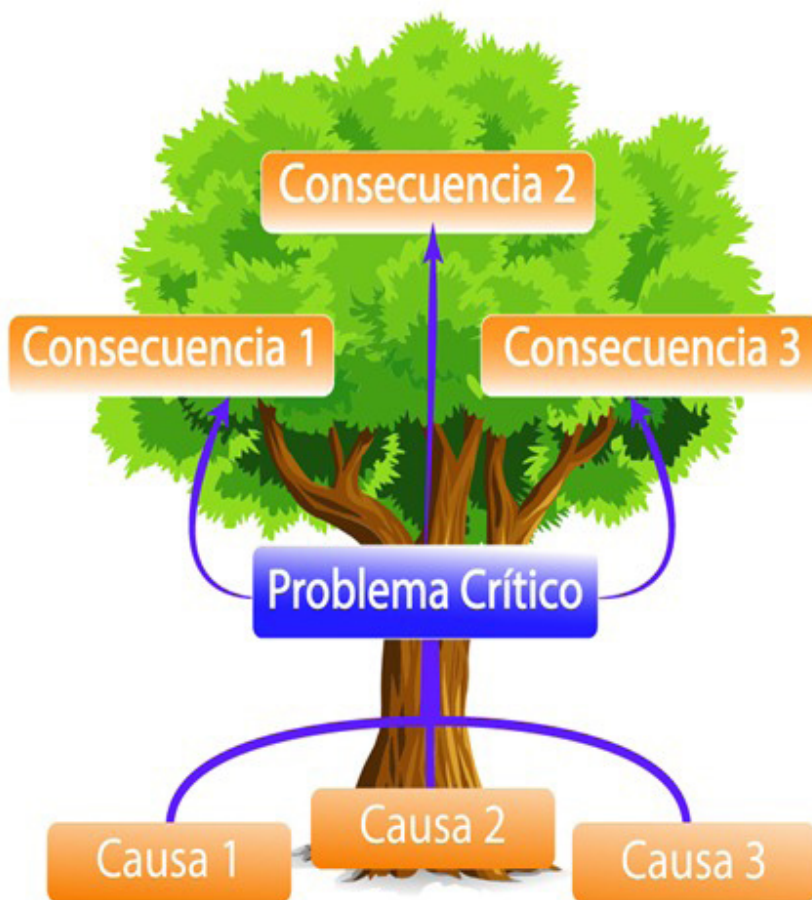 Consecuencia 2
Consecuencia 1
Consecuencia 3
Problema Crítico
Causa 1
Causa 2
Causa 3